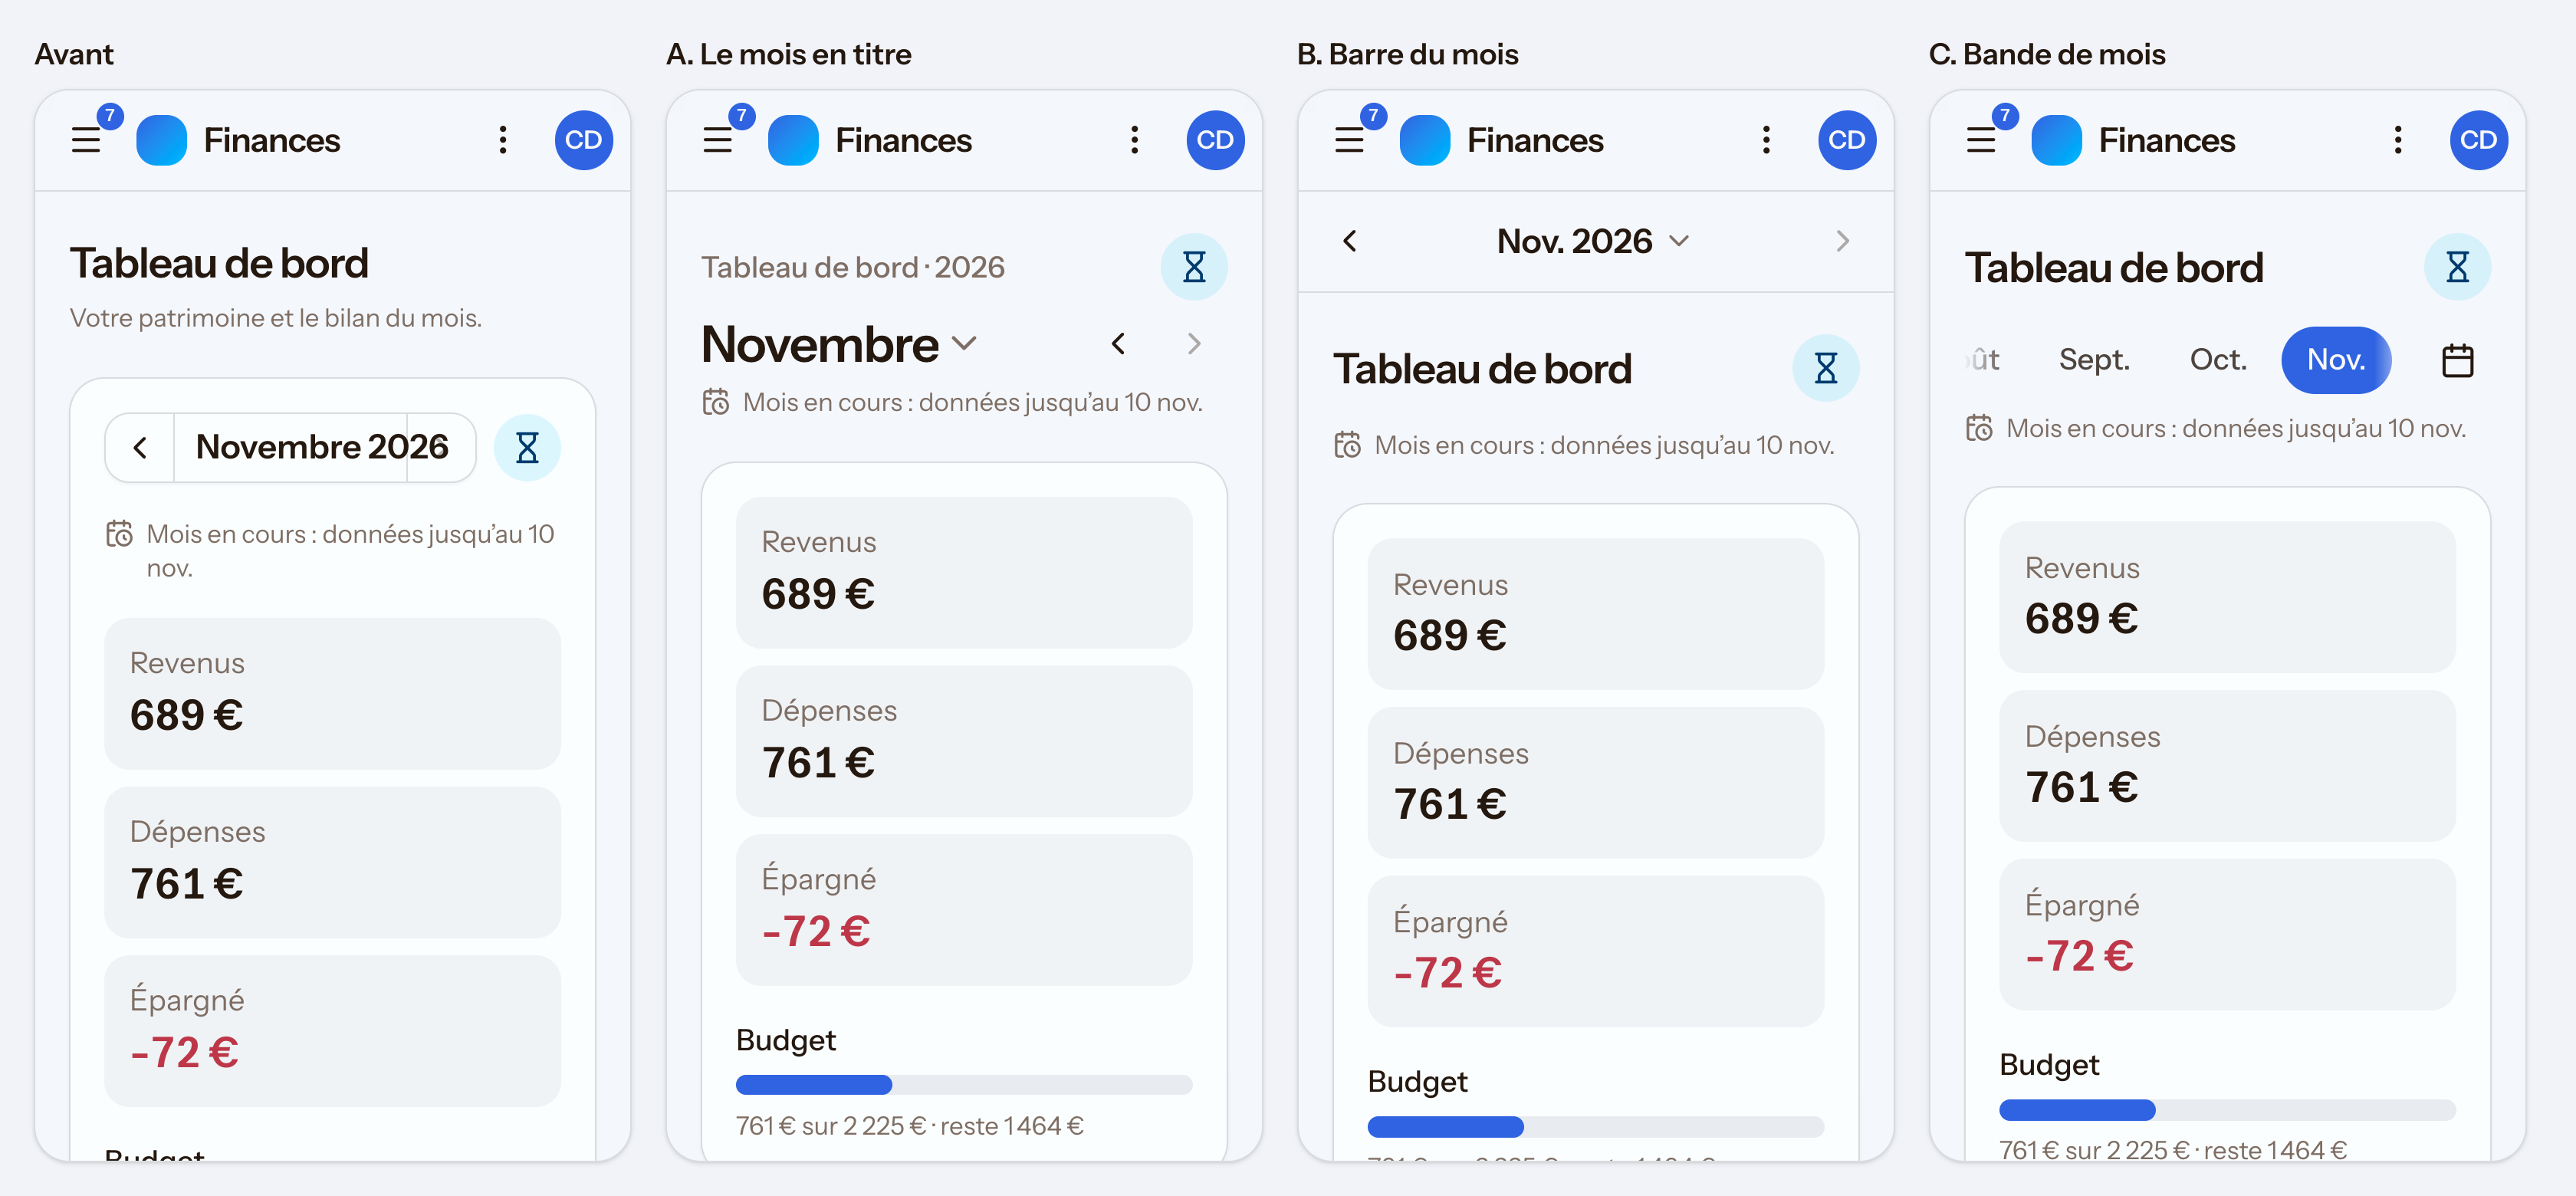 Avant
7
Finances
CD
Tableau de bord
Votre patrimoine et le bilan du mois.
Novembre 2026
Mois en cours : données jusqu’au 10
nov.
Revenus
689 €
Dépenses
761 €
Épargné
-72 €
Budget
A. Le mois en titre
7
Finances
CD
Tableau de bord · 2026
Novembre
Mois en cours : données jusqu’au 10 nov.
Revenus
689 €
Dépenses
761 €
Épargné
-72 €
Budget
761 € sur 2 225 € · reste 1 464 €
B. Barre du mois
7
Finances
CD
Nov. 2026
Tableau de bord
Mois en cours : données jusqu’au 10 nov.
Revenus
689 €
Dépenses
761 €
Épargné
-72 €
Budget
C. Bande de mois
7
Finances
CD
Tableau de bord
ût Sept. Oct. Nov.
Mois en cours : données jusqu’au 10 nov.
Revenus
689 €
Dépenses
761 €
Épargné
-72 €
Budget
761 € sur 2 225 € · reste 1 464 €